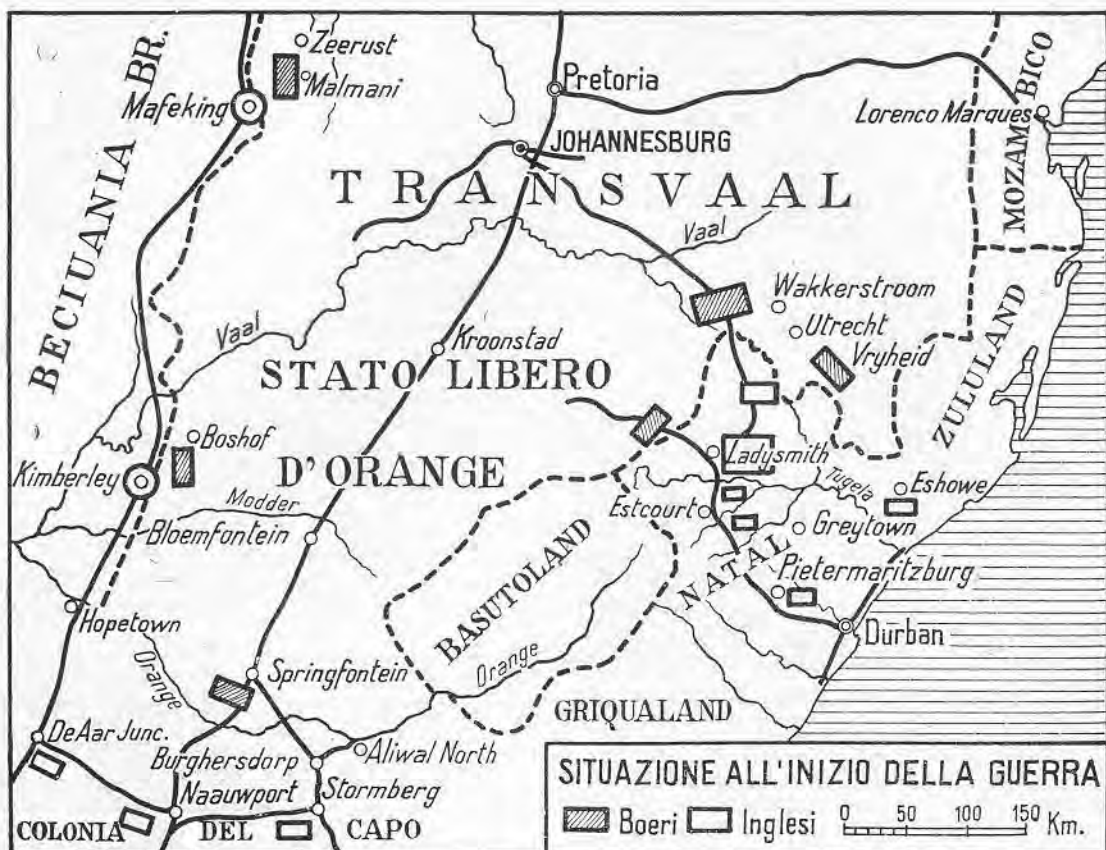 BECIUANIA BR.
Zeerust
Malmani
Mafeking
Pretoria
JOHANNESBURG
TRANSVAAL
Lorenco Marques
MOZAMBICO
Vaal
Vaal
Wakkerstroom
Utrecht
Vryheid
ZULULAND
Kroonstad
STATO LIBERO
D'ORANGE
Boshof
Kimberley
Modder
Bloemfontein
Ladysmith
Tugela
Eshowe
Estcourt
Greytown
NATAL
Pietermaritzburg
Durban
BASUTOLAND
Hopetown
Orange
Orange
Springfontein
GRIQUALAND
De Aar Junc.
Burghersdorp
Aliwal North
Naauwport
Stormberg
COLONIA DEL CAPO
SITUAZIONE ALL'INIZIO DELLA GUERRA
Boeri Inglesi 0 50 100 150 Km.